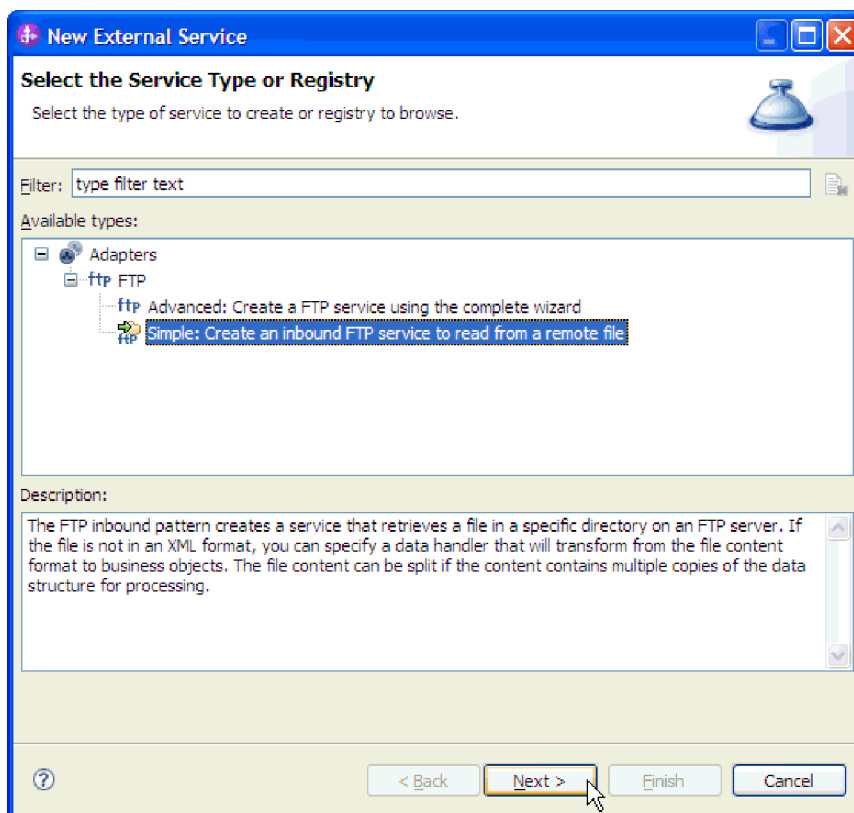 New External Service
Select the Service Type or Registry
Select the type of service to create or registry to browse.
Filter: type filter text
Available types:
Adapters
ftp FTP
ftp Advanced: Create a FTP service using the complete wizard
ftp Simple: Create an inbound FTP service to read from a remote file
Description:
The FTP inbound pattern creates a service that retrieves a file in a specific directory on an FTP server. If
the file is not in an XML format, you can specify a data handler that will transform from the file content
format to business objects. The file content can be split if the content contains multiple copies of the data
structure for processing.
? < Back Next > Finish Cancel